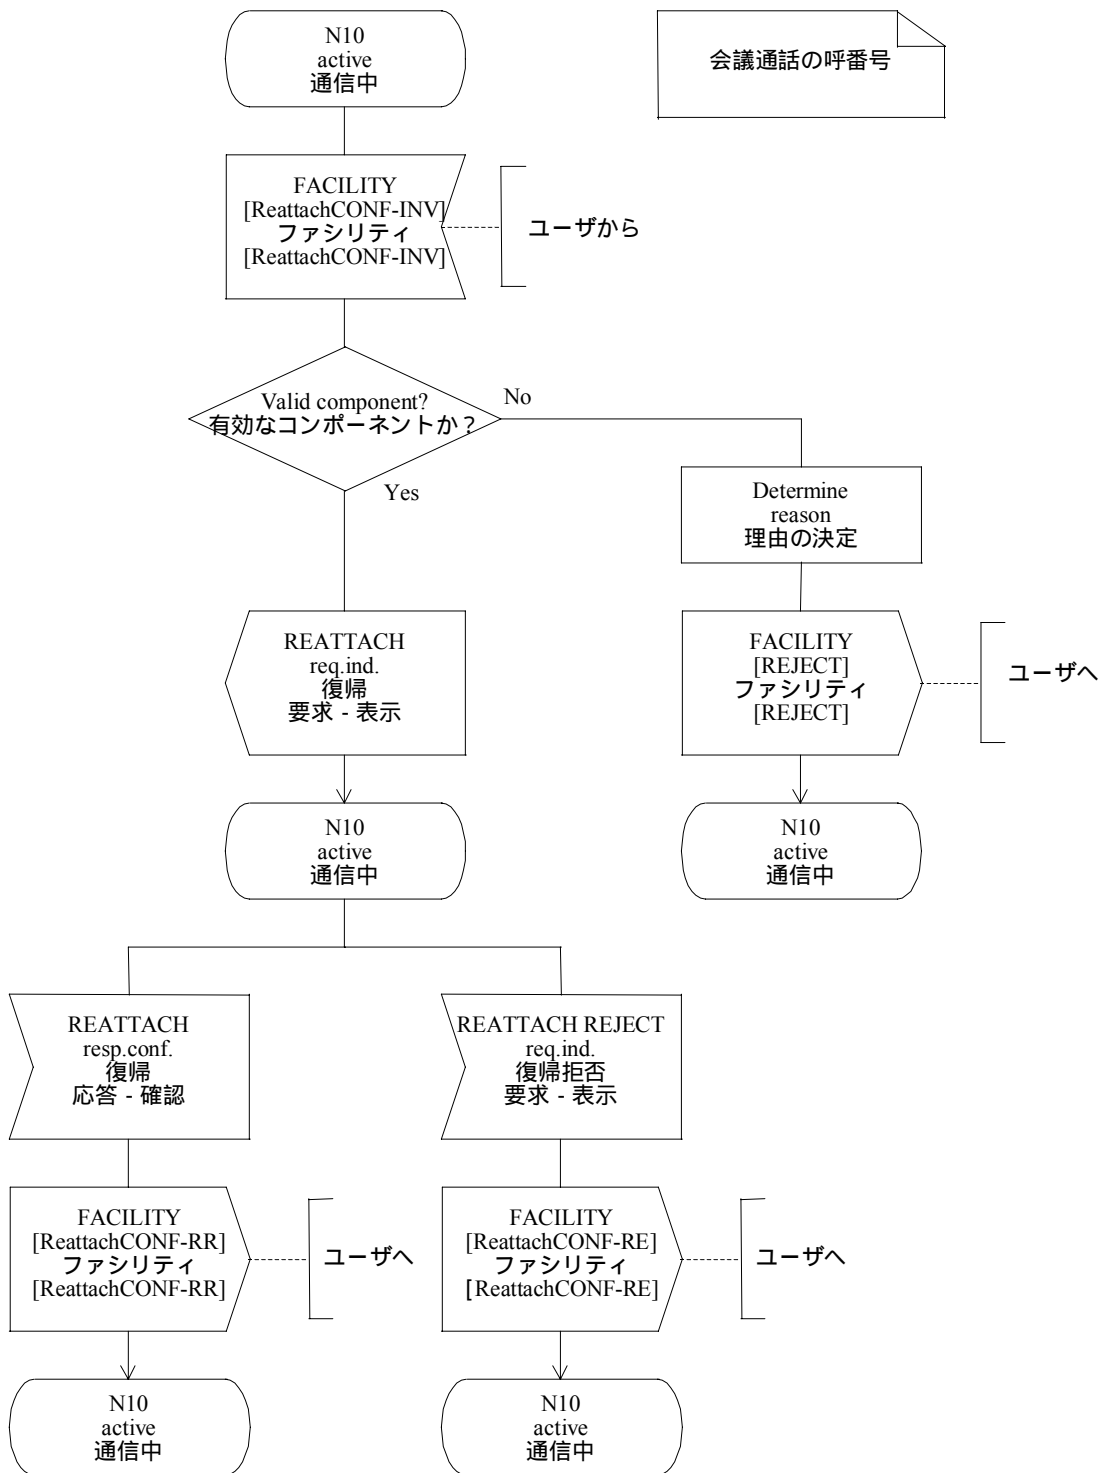 N10
active
通信中
会議通話の呼番号
FACILITY
[ReattachCONF-INV]
ファシリティ
[ReattachCONF-INV]
ユーザから
Valid component?
有効なコンポーネントか？
No
Yes
Determine
reason
理由の決定
REATTACH
req.ind.
復帰
要求 - 表示
FACILITY
[REJECT]
ファシリティ
[REJECT]
ユーザへ
N10
active
通信中
N10
active
通信中
REATTACH
resp.conf.
復帰
応答 - 確認
REATTACH REJECT
req.ind.
復帰拒否
要求 - 表示
FACILITY
[ReattachCONF-RR]
ファシリティ
[ReattachCONF-RR]
ユーザへ
FACILITY
[ReattachCONF-RE]
ファシリティ
[ReattachCONF-RE]
ユーザへ
N10
active
通信中
N10
active
通信中